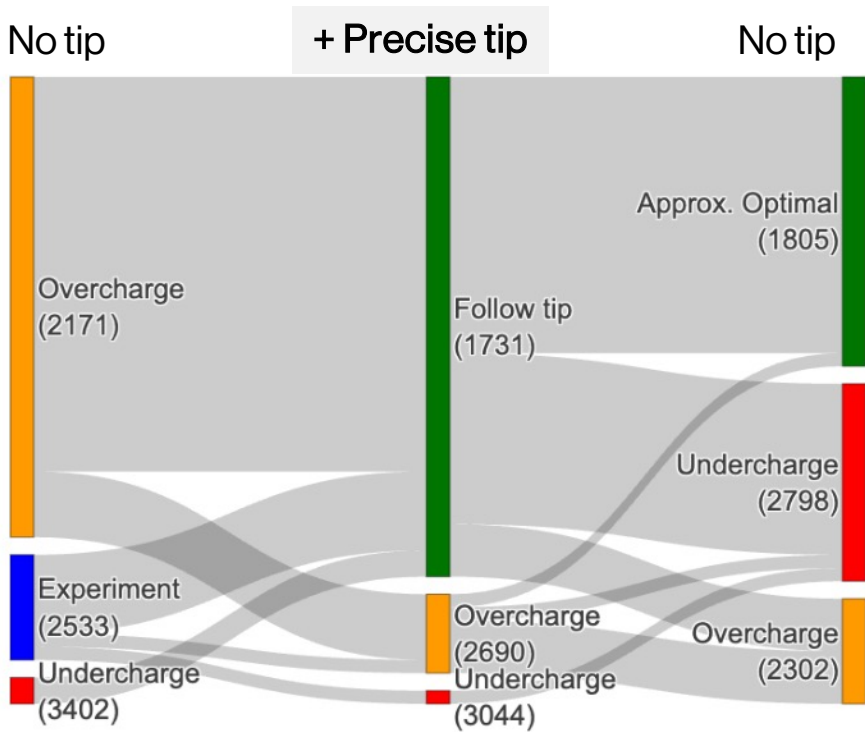 No tip
+ Precise tip
No tip
Overcharge
(2171)
Experiment
(2533)
Undercharge
(3402)
Follow tip
(1731)
Overcharge
(2690)
Undercharge
(3044)
Approx. Optimal
(1805)
Undercharge
(2798)
Overcharge
(2302)